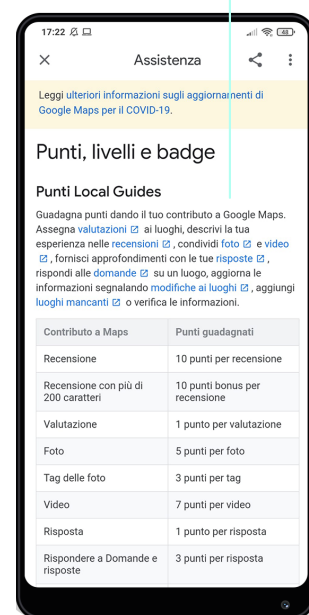 17:22
48
Assistenza
Leggi ulteriori informazioni sugli aggiornamenti di
Google Maps per il COVID-19.
Punti, livelli e badge
Punti Local Guides
Guadagna punti dando il tuo contributo a Google Maps.
Assegna valutazioni ai luoghi, descrivi la tua
esperienza nelle recensioni , condividi foto e video
, fornisci approfondimenti con le tue risposte ,
rispondi alle domande su un luogo, aggiorna le
informazioni segnalando modifiche ai luoghi , aggiungi
luoghi mancanti o verifica le informazioni.
Contributo a Maps Punti guadagnati
Recensione 10 punti per recensione
Recensione con più di 10 punti bonus per
200 caratteri recensione
Valutazione 1 punto per valutazione
Foto 5 punti per foto
Tag delle foto 3 punti per tag
Video 7 punti per video
Risposta 1 punto per risposta
Rispondere a Domande e 3 punti per risposta
risposte